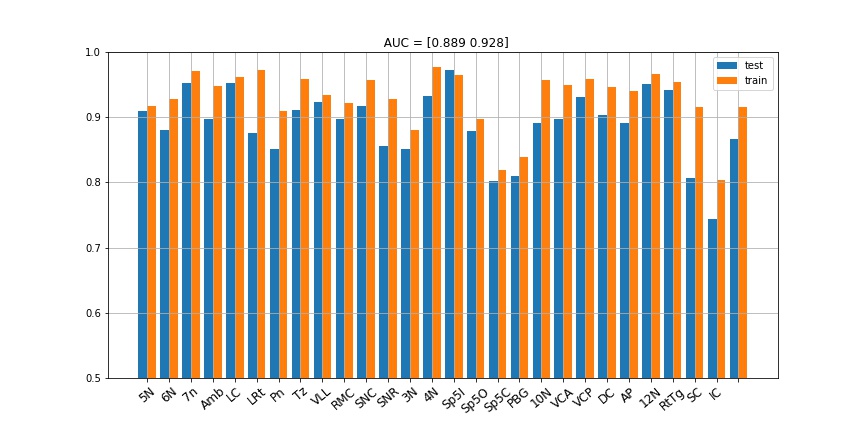 AUC = [0.889 0.928]
1.0
0.9
0.8
0.7
0.6
0.5
test
train
5N 6N 7n Amb LC LRt Pn Tz VLL RMC SNC SNR 3N 4N Sp5I Sp5O Sp5C PBG 10N VCA VCP DC AP 12N RtTg SC IC